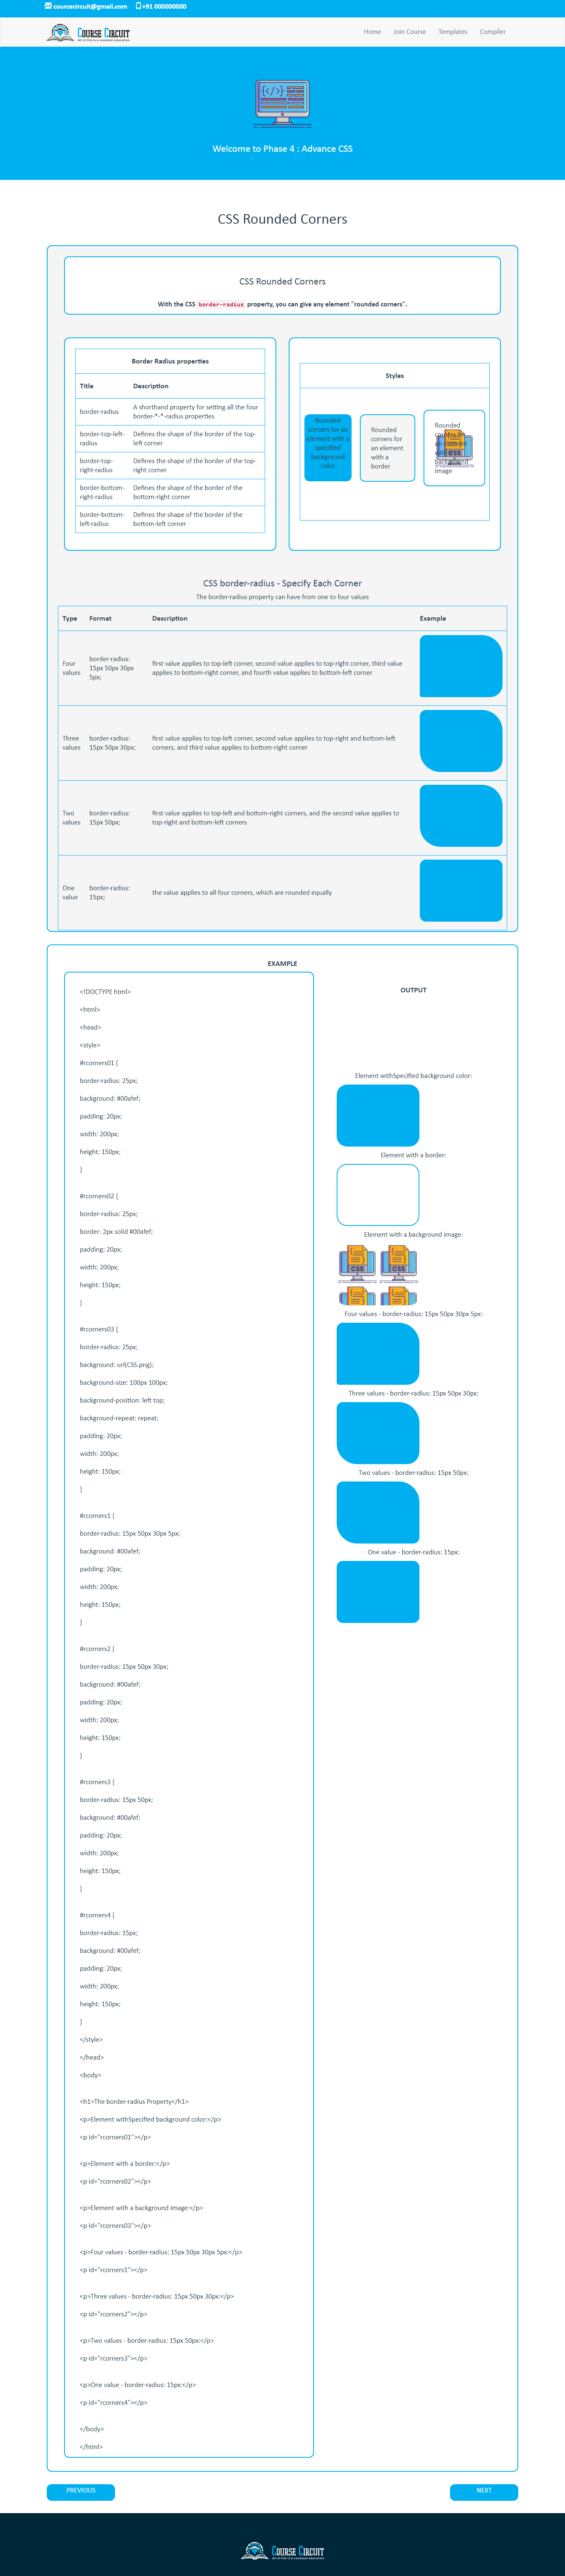 courcecircuit@gmail.com +91 000000000
COURSE CIRCUIT
Art of life is a constant education
Home Join Course Templates Compiler
Welcome to Phase 4 : Advance CSS
CSS Rounded Corners
CSS Rounded Corners
With the CSS border-radius property, you can give any element "rounded corners".
Border Radius properties
Title Description
border-radius
A shorthand property for setting all the four
border-*-*-radius properties
border-top-left-
radius
Defines the shape of the border of the top-
left corner
border-top-
right-radius
Defines the shape of the border of the top-
right corner
border-bottom-
right-radius
Defines the shape of the border of the
bottom-right corner
border-bottom-
left-radius
Defines the shape of the border of the
bottom-left corner
Styles
Rounded
corners for an
element with a
specified
background
color
Rounded
corners for
an element
with a
border
Rounded
corners for
an element
with a
background
image
CSS border-radius - Specify Each Corner
The border-radius property can have from one to four values
Type Format Description Example
Four
values
border-radius:
15px 50px 30px
5px;
first value applies to top-left corner, second value applies to top-right corner, third value
applies to bottom-right corner, and fourth value applies to bottom-left corner
Three
values
border-radius:
15px 50px 30px;
first value applies to top-left corner, second value applies to top-right and bottom-left
corners, and third value applies to bottom-right corner
Two
values
border-radius:
15px 50px;
first value applies to top-left and bottom-right corners, and the second value applies to
top-right and bottom-left corners
One
value
border-radius:
15px;
the value applies to all four corners, which are rounded equally
EXAMPLE
<!DOCTYPE html>
<html>
<head>
<style>
#rcorners01 {
border-radius: 25px;
background: #00afef;
padding: 20px;
width: 200px;
height: 150px;
}
#rcorners02 {
border-radius: 25px;
border: 2px solid #00afef;
padding: 20px;
width: 200px;
height: 150px;
}
#rcorners03 {
border-radius: 25px;
background: url(CSS.png);
background-size: 100px 100px;
background-position: left top;
background-repeat: repeat;
padding: 20px;
width: 200px;
height: 150px;
}
#rcorners1 {
border-radius: 15px 50px 30px 5px;
background: #00afef;
padding: 20px;
width: 200px;
height: 150px;
}
#rcorners2 {
border-radius: 15px 50px 30px;
background: #00afef;
padding: 20px;
width: 200px;
height: 150px;
}
#rcorners3 {
border-radius: 15px 50px;
background: #00afef;
padding: 20px;
width: 200px;
height: 150px;
}
#rcorners4 {
border-radius: 15px;
background: #00afef;
padding: 20px;
width: 200px;
height: 150px;
}
</style>
</head>
<body>
<h1>The border-radius Property</h1>
<p>Element withSpecified background color:</p>
<p id="rcorners01"></p>
<p>Element with a border:</p>
<p id="rcorners02"></p>
<p>Element with a background image:</p>
<p id="rcorners03"></p>
<p>Four values - border-radius: 15px 50px 30px 5px:</p>
<p id="rcorners1"></p>
<p>Three values - border-radius: 15px 50px 30px:</p>
<p id="rcorners2"></p>
<p>Two values - border-radius: 15px 50px:</p>
<p id="rcorners3"></p>
<p>One value - border-radius: 15px:</p>
<p id="rcorners4"></p>
</body>
</html>
OUTPUT
Element withSpecified background color:
Element with a border:
Element with a background image:
CSS CSS
Four values - border-radius: 15px 50px 30px 5px:
Three values - border-radius: 15px 50px 30px:
Two values - border-radius: 15px 50px:
One value - border-radius: 15px:
PREVIOUS NEXT
COURSE CIRCUIT
Art of life is a constant education